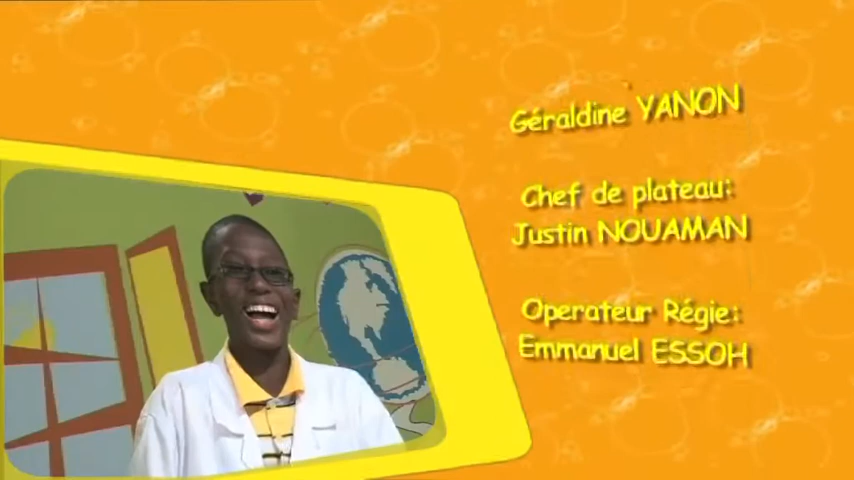 Géraldine YANON
Chef de plateau:
Justin NOUAMAN
Operateur Régie:
Emmanuel ESSOH